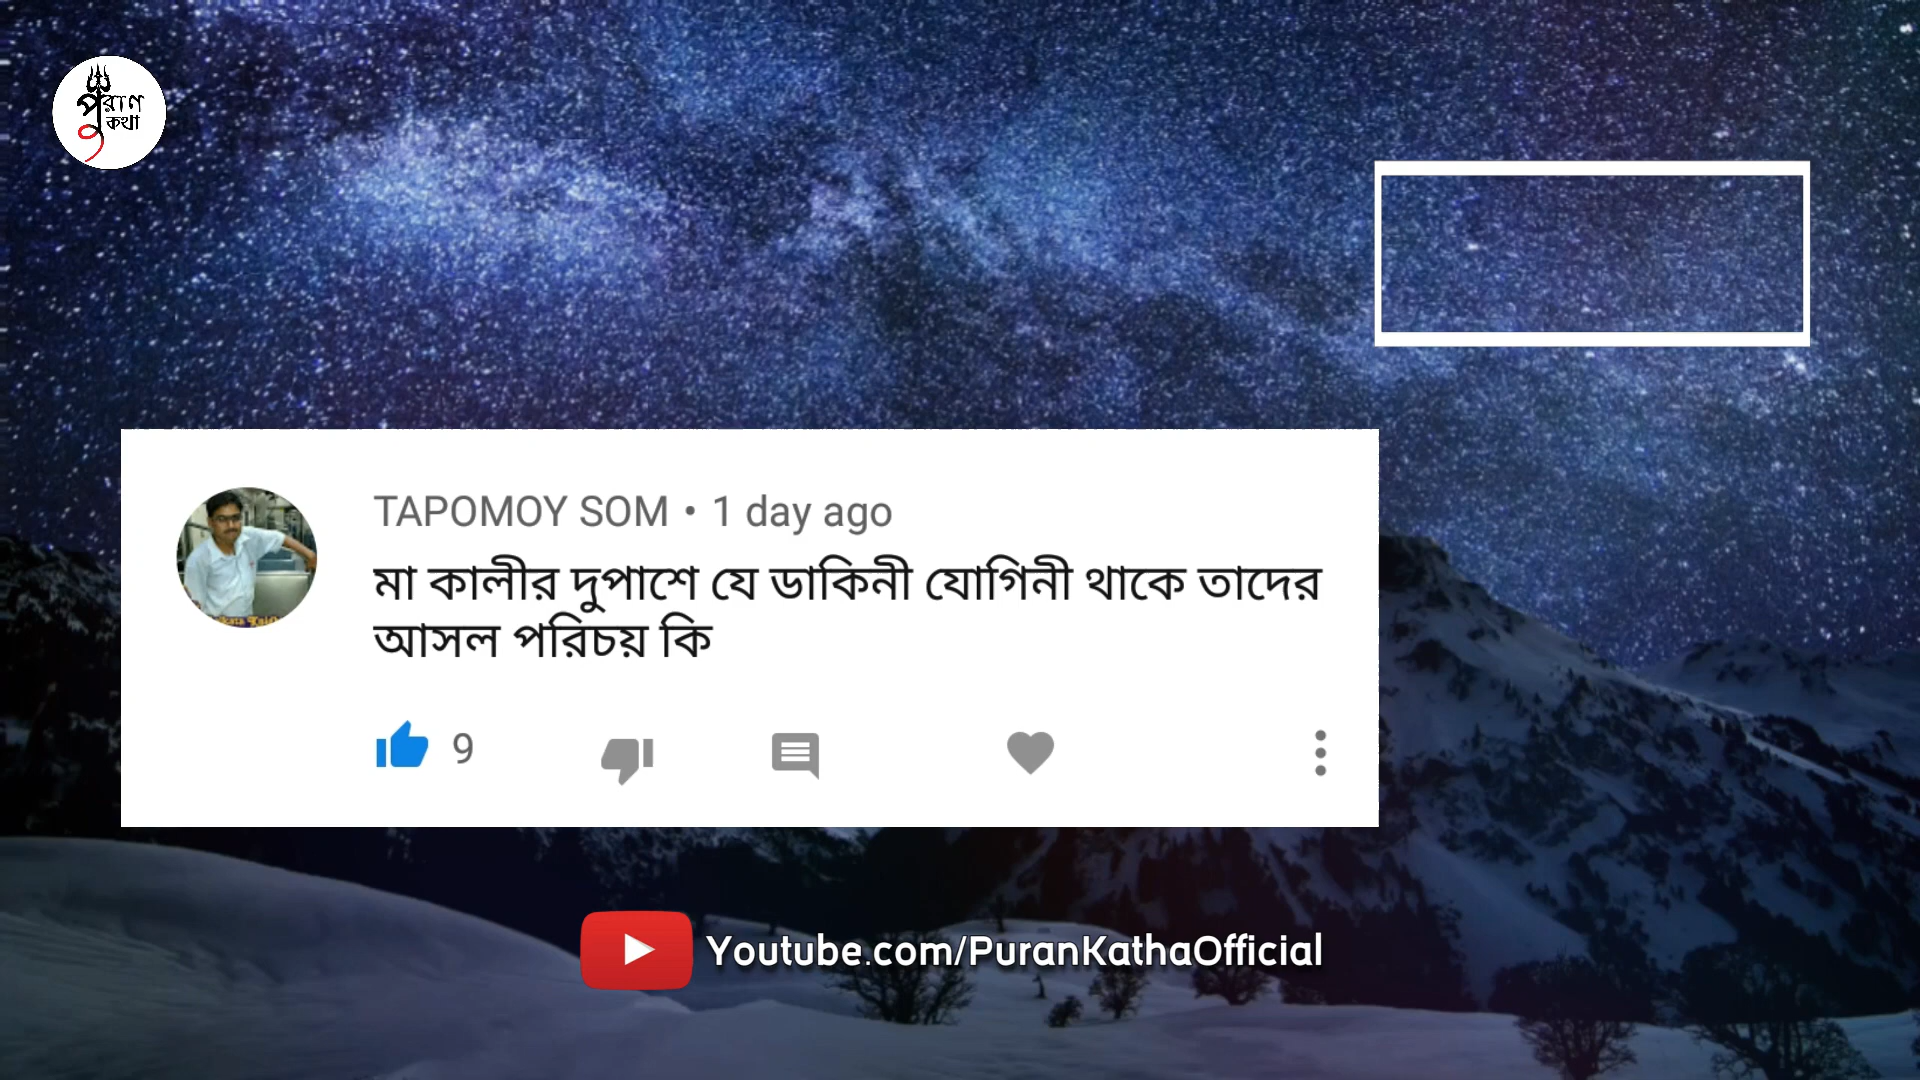 পুরাণ
কথা
TAPOMOY SOM • 1 day ago
মা কালীর দুপাশে যে ডাকিনী যোগিনী থাকে তাদের
আসল পরিচয় কি
9
Youtube.com/PuranKathaOfficial